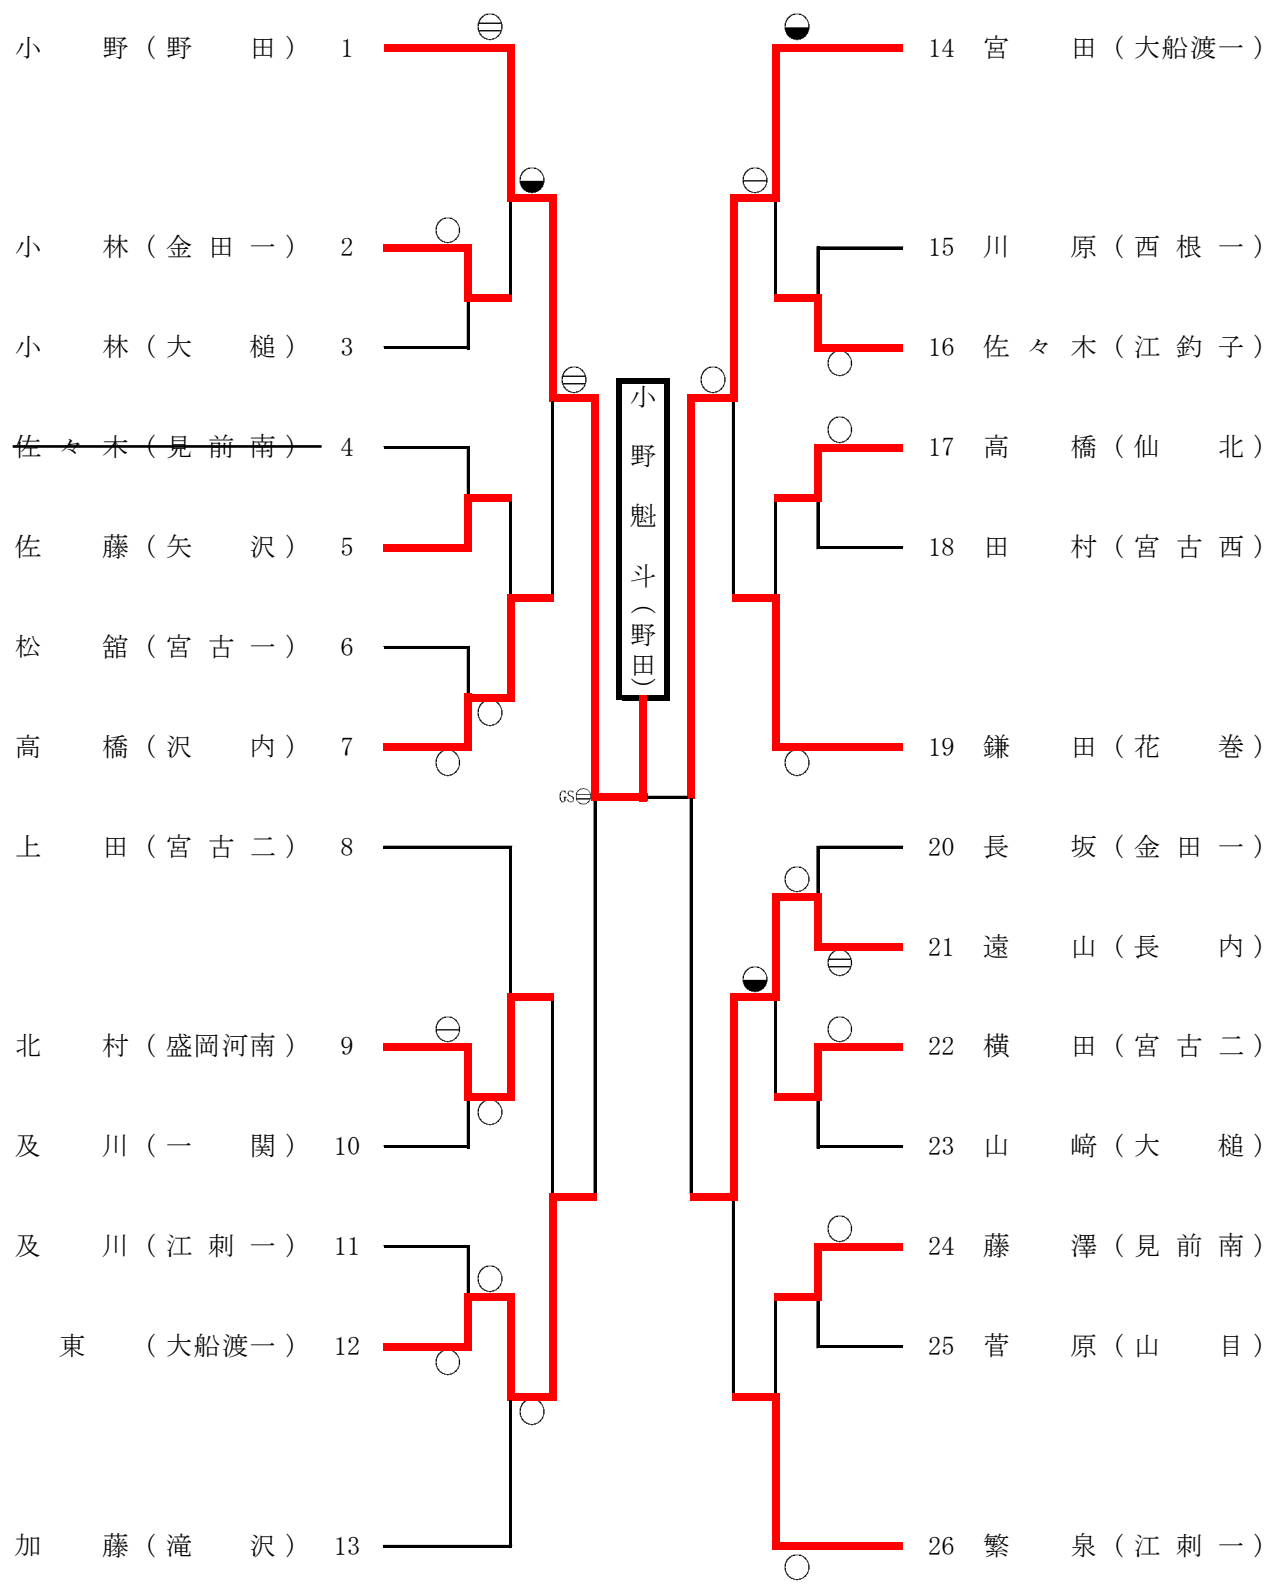 小野(野田) 1
小林(金田一) 2
小林(大槌) 3
佐々木(見前南) 4
佐藤(矢沢) 5
松舘(宮古一) 6
高橋(沢内) 7
上田(宮古二) 8
北村(盛岡河南) 9
及川(一関) 10
及川(江刺一) 11
東(大船渡一) 12
加藤(滝沢) 13
小野魁斗(野田)
GS
14 宮田(大船渡一)
15 川原(西根一)
16 佐々木(江釣子)
17 高橋(仙北)
18 田村(宮古西)
19 鎌田(花巻)
20 長坂(金田一)
21 遠山(長内)
22 横田(宮古二)
23 山﨑(大槌)
24 藤澤(見前南)
25 菅原(山目)
26 繁泉(江刺一)